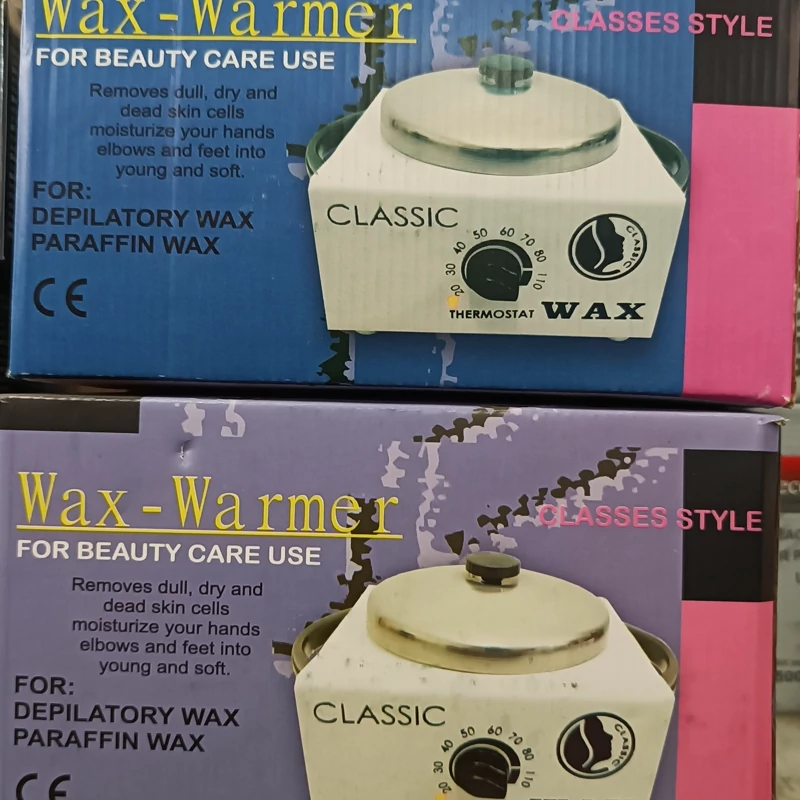 Wax-Warmer
CLASSES STYLE
FOR BEAUTY CARE USE
Removes dull, dry and
dead skin cells
moisturize your hands
elbows and feet into
young and soft.
FOR:
DEPILATORY WAX
PARAFFIN WAX
CE
CLASSIC
20 30 40 50 60 70 80 110
CLASSIC
THERMOSTAT WAX
Wax-Warmer
CLASSES STYLE
FOR BEAUTY CARE USE
Removes dull, dry and
dead skin cells
moisturize your hands
elbows and feet into
young and soft.
FOR:
DEPILATORY WAX
PARAFFIN WAX
CE
CLASSIC
20 30 40 50 60 70 80 110
CLASSIC